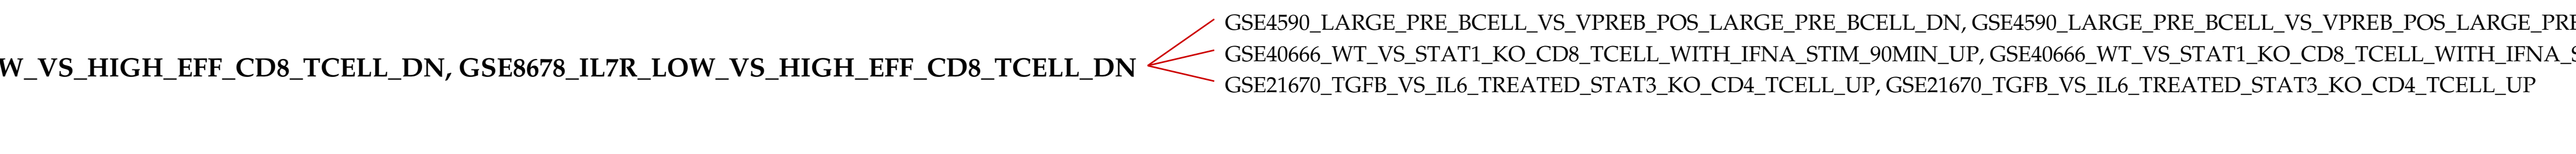 W_VS_HIGH_EFF_CD8_TCELL_DN, GSE8678_IL7R_LOW_VS_HIGH_EFF_CD8_TCELL_DN
GSE4590_LARGE_PRE_BCELL_VS_VPREB_POS_LARGE_PRE_BCELL_DN, GSE4590_LARGE_PRE_BCELL_VS_VPREB_POS_LARGE_PRE
GSE40666_WT_VS_STAT1_KO_CD8_TCELL_WITH_IFNA_STIM_90MIN_UP, GSE40666_WT_VS_STAT1_KO_CD8_TCELL_WITH_IFNA_S
GSE21670_TGFB_VS_IL6_TREATED_STAT3_KO_CD4_TCELL_UP, GSE21670_TGFB_VS_IL6_TREATED_STAT3_KO_CD4_TCELL_UP